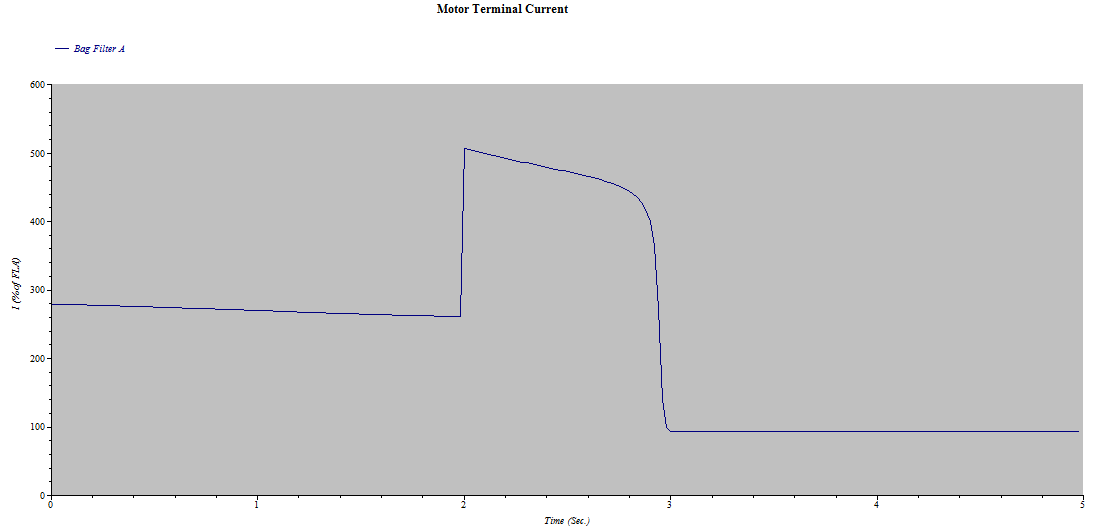 Motor Terminal Current
Bag Filter A
600
500
400
300
200
100
0
I (% of FLA)
0 1 2 3 4 5
Time (Sec.)